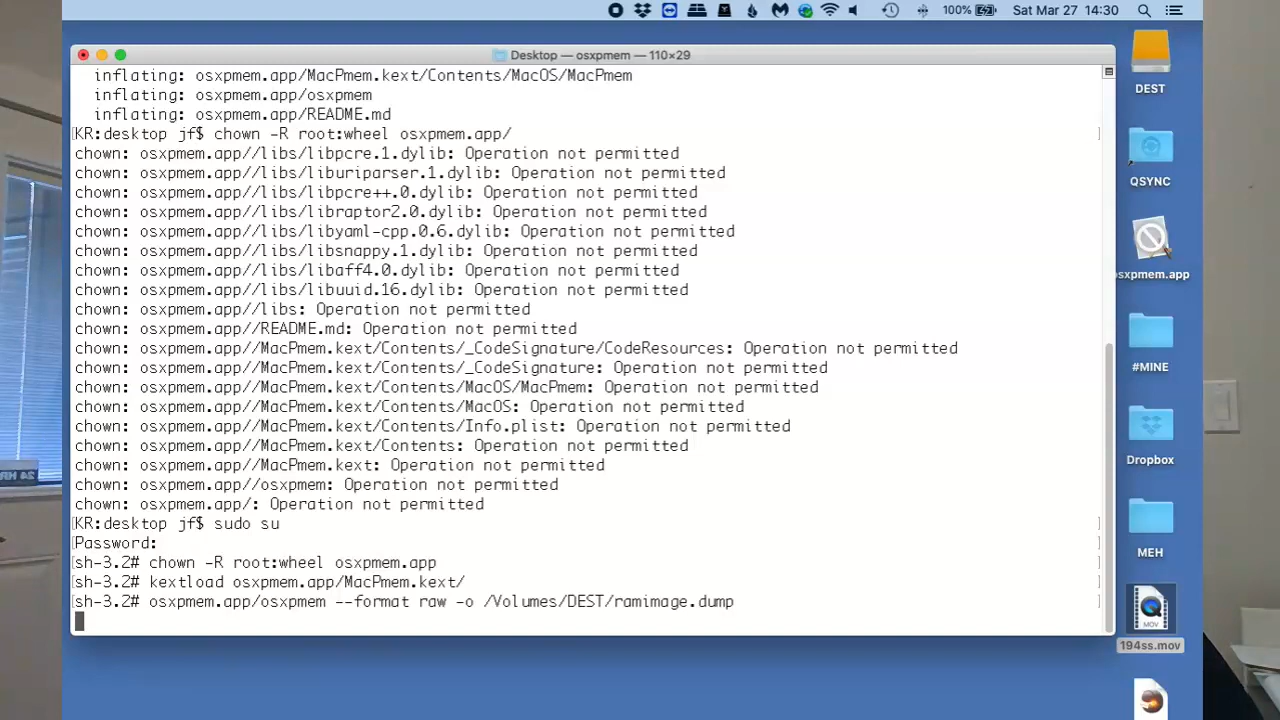 100%
Sat Mar 27 14:30
Desktop — osxpmem — 110×29
inflating: osxpmem.app/MacPmem.kext/Contents/MacOS/MacPmem
inflating: osxpmem.app/osxpmem
inflating: osxpmem.app/README.md
[KR:desktop jf$ chown -R root:wheel osxpmem.app/ ]
chown: osxpmem.app//libs/libpcre.1.dylib: Operation not permitted
chown: osxpmem.app//libs/liburiparser.1.dylib: Operation not permitted
chown: osxpmem.app//libs/libpcre++.0.dylib: Operation not permitted
chown: osxpmem.app//libs/libraptor2.0.dylib: Operation not permitted
chown: osxpmem.app//libs/libyaml-cpp.0.6.dylib: Operation not permitted
chown: osxpmem.app//libs/libsnappy.1.dylib: Operation not permitted
chown: osxpmem.app//libs/libaff4.0.dylib: Operation not permitted
chown: osxpmem.app//libs/libuuid.16.dylib: Operation not permitted
chown: osxpmem.app//libs: Operation not permitted
chown: osxpmem.app//README.md: Operation not permitted
chown: osxpmem.app//MacPmem.kext/Contents/_CodeSignature/CodeResources: Operation not permitted
chown: osxpmem.app//MacPmem.kext/Contents/_CodeSignature: Operation not permitted
chown: osxpmem.app//MacPmem.kext/Contents/MacOS/MacPmem: Operation not permitted
chown: osxpmem.app//MacPmem.kext/Contents/MacOS: Operation not permitted
chown: osxpmem.app//MacPmem.kext/Contents/Info.plist: Operation not permitted
chown: osxpmem.app//MacPmem.kext/Contents: Operation not permitted
chown: osxpmem.app//MacPmem.kext: Operation not permitted
chown: osxpmem.app//osxpmem: Operation not permitted
chown: osxpmem.app/: Operation not permitted
[KR:desktop jf$ sudo su ]
[Password: ]
[sh-3.2# chown -R root:wheel osxpmem.app ]
[sh-3.2# kextload osxpmem.app/MacPmem.kext/ ]
[sh-3.2# osxpmem.app/osxpmem --format raw -o /Volumes/DEST/ramimage.dump ]
DEST
QSYNC
osxpmem.app
#MINE
Dropbox
MEH
MOV
194ss.mov